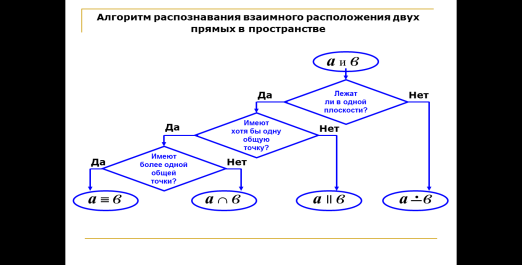 Алгоритм распознавания взаимного расположения двух
прямых в пространстве
a и в
Лежат
ли в одной
плоскости?
Да
Нет
Имеют
хотя бы одну
общую
точку?
Да
Нет
Имеют
более одной
общей
точки?
Да
Нет
a ≡ в
a ∩ в
a ॥ в
a ∸ в